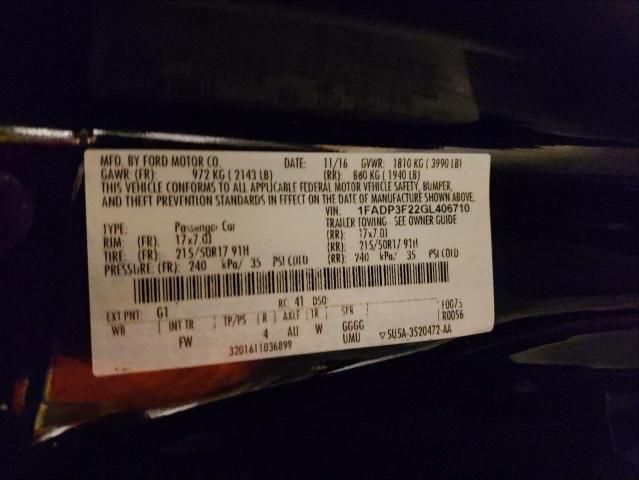 MFD. BY FORD MOTOR CO. DATE: 11/16 GVWR: 1810 KG ( 3990 LB)
GAWR (FR): 972 KG ( 2143 LB) (RR): 880 KG ( 1940 LB)
THIS VEHICLE CONFORMS TO ALL APPLICABLE FEDERAL MOTOR VEHICLE SAFETY, BUMPER,
AND THEFT PREVENTION STANDARDS IN EFFECT ON THE DATE OF MANUFACTURE SHOWN ABOVE.
VIN: 1FADP3F22GL406710
TYPE: Passenger Car TRAILER TOWING - SEE OWNER GUIDE
RIM: (FR). 17x7.0J (RR): 17x7.0J
TIRE: (FR). 215/50R17 91H (RR): 215/50R17 91H
PRESSURE: (FR): 240 kPa/ 35 PSI COLD (RR): 240 kPa/ 35 PSI COLD
RC: 41 DSO:
EXT PNT: G1 F0G75
WB INT TR TP/PS R AXLE TR SPR R0056
FW 4 AU W GGGG ▽5U5A-3520472-AA
UMU
3201611036899